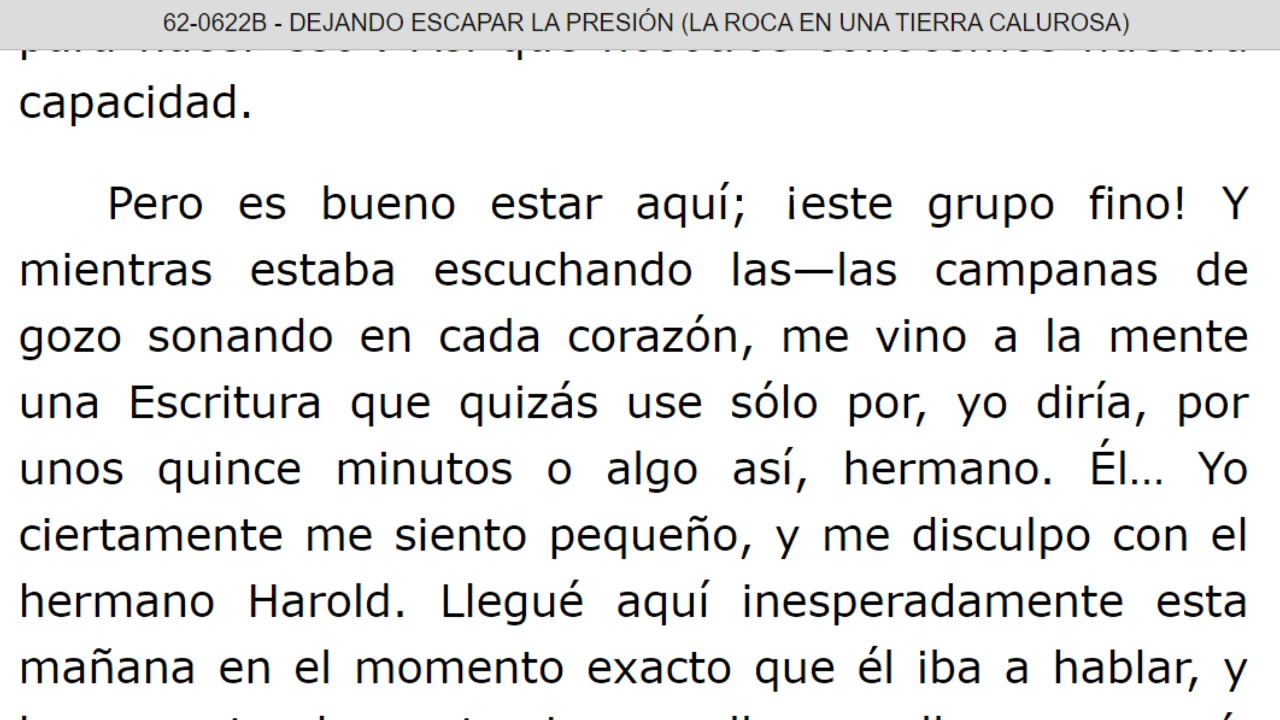 62-0622B - DEJANDO ESCAPAR LA PRESIÓN (LA ROCA EN UNA TIERRA CALUROSA)
capacidad.
Pero es bueno estar aquí; ¡este grupo fino! Y
mientras estaba escuchando las—las campanas de
gozo sonando en cada corazón, me vino a la mente
una Escritura que quizás use sólo por, yo diría, por
unos quince minutos o algo así, hermano. Él… Yo
ciertamente me siento pequeño, y me disculpo con el
hermano Harold. Llegué aquí inesperadamente esta
mañana en el momento exacto que él iba a hablar, y